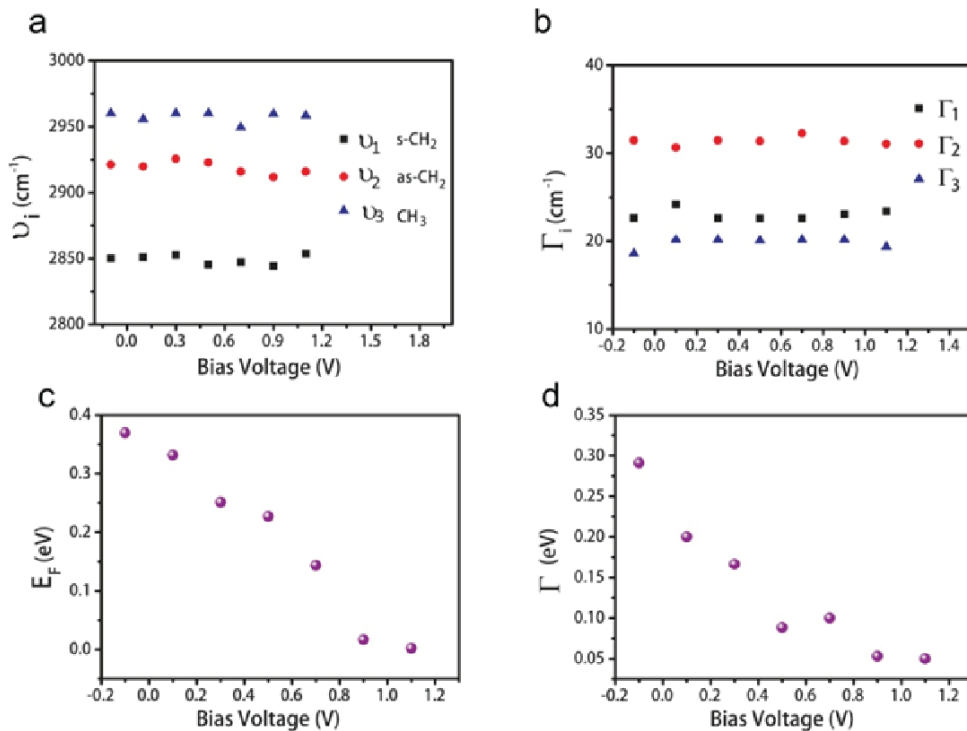 a
3000
2950
2900
2850
2800
υi (cm-1)
0.0 0.3 0.6 0.9 1.2 1.5 1.8
Bias Voltage (V)
υ1 s-CH2
υ2 as-CH2
υ3 CH3
b
40
30
20
10
Γi (cm-1)
-0.2 0.0 0.2 0.4 0.6 0.8 1.0 1.2 1.4
Bias Voltage (V)
Γ1
Γ2
Γ3
c
0.4
0.3
0.2
0.1
0.0
EF (eV)
-0.2 0.0 0.2 0.4 0.6 0.8 1.0 1.2
Bias Voltage (V)
d
0.35
0.30
0.25
0.20
0.15
0.10
0.05
Γ (eV)
-0.2 0.0 0.2 0.4 0.6 0.8 1.0 1.2
Bias Voltage (V)